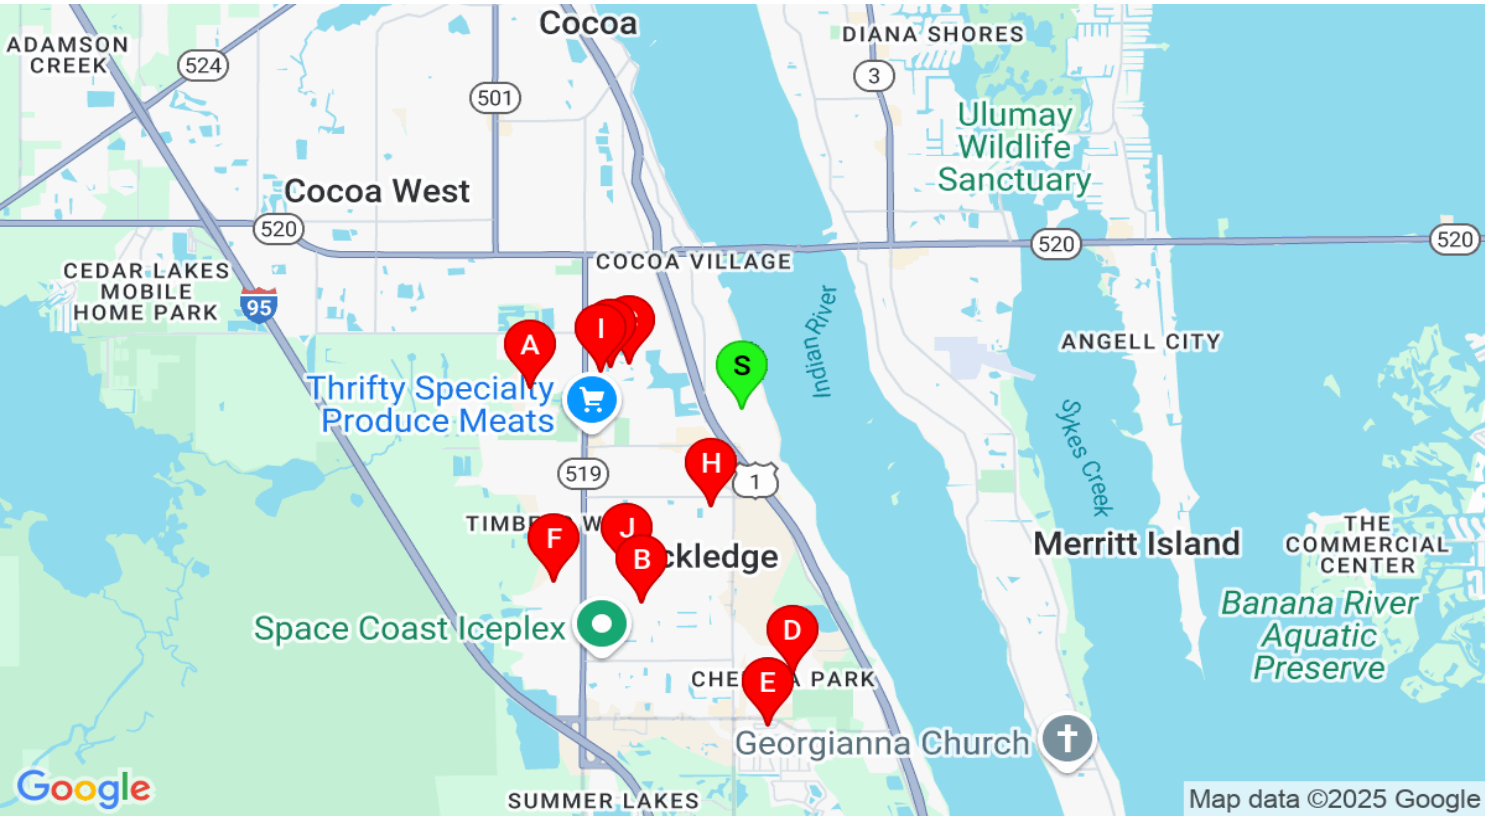 Cocoa
ADAMSON
CREEK
524
501
DIANA SHORES
3
Ulumay
Wildlife
Sanctuary
Cocoa West
520
520
520
COCOA VILLAGE
CEDAR LAKES
MOBILE
HOME PARK
95
Indian River
ANGELL CITY
A
I
S
Thrifty Specialty
Produce Meats
519
H
1
Sykes Creek
TIMB
W
J
F
B
ckledge
Merritt Island
THE
COMMERCIAL
CENTER
Banana River
Aquatic
Preserve
Space Coast Iceplex
D
CHE
A PARK
E
Georgianna Church
Google
SUMMER LAKES
Map data ©2025 Google